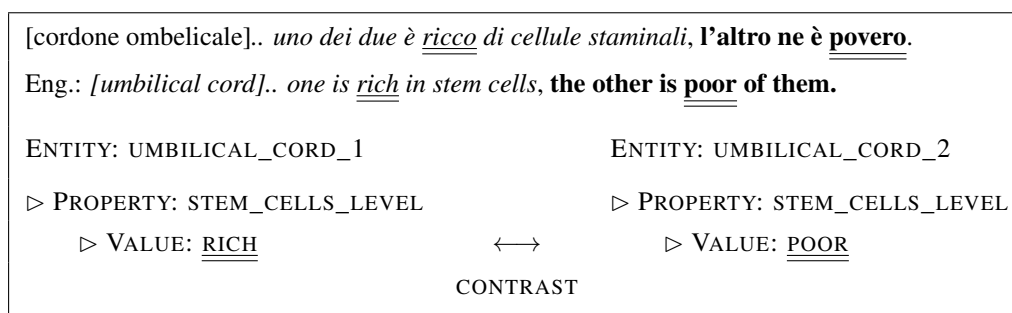 [cordone ombelicale].. uno dei due è ricco di cellule staminali, l'altro ne è povero.
Eng.: [umbilical cord].. one is rich in stem cells, the other is poor of them.
ENTITY: UMBILICAL_CORD_1 ENTITY: UMBILICAL_CORD_2
▷ PROPERTY: STEM_CELLS_LEVEL ▷ PROPERTY: STEM_CELLS_LEVEL
▷ VALUE: RICH ⟷ ▷ VALUE: POOR
CONTRAST